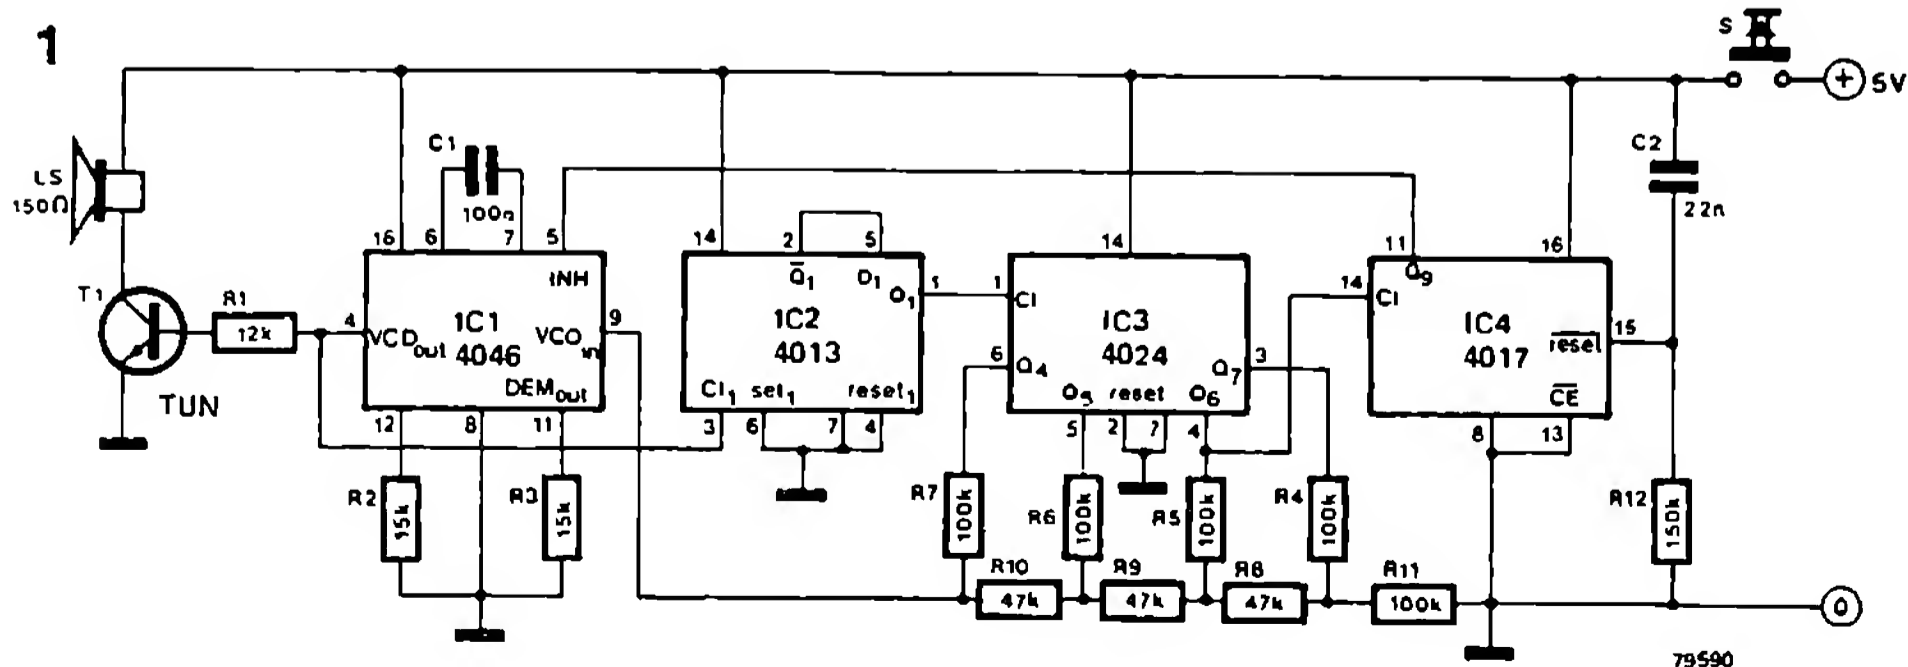 1
S
+ 5V
C1
100n
C2
22n
LS
150Ω
16
6
7
5
14
2
5
14
11
16
INH
Q̅1
D1
Q1
1
1
Cl
Q9
14
Cl
T1
R1
12k
4
VCDout
IC1
4046
VCOin
9
IC2
4013
IC3
4024
IC4
4017
reset
15
6
Q4
Q7
3
TUN
DEMout
Cl1
set1
reset1
Q5
reset
Q6
CE
12
8
11
3
6
7
4
5
2
7
4
8
13
R2
15k
R3
15k
R7
100k
R6
100k
R5
100k
R4
100k
R12
150k
R10
47k
R9
47k
R8
47k
R11
100k
0
79590